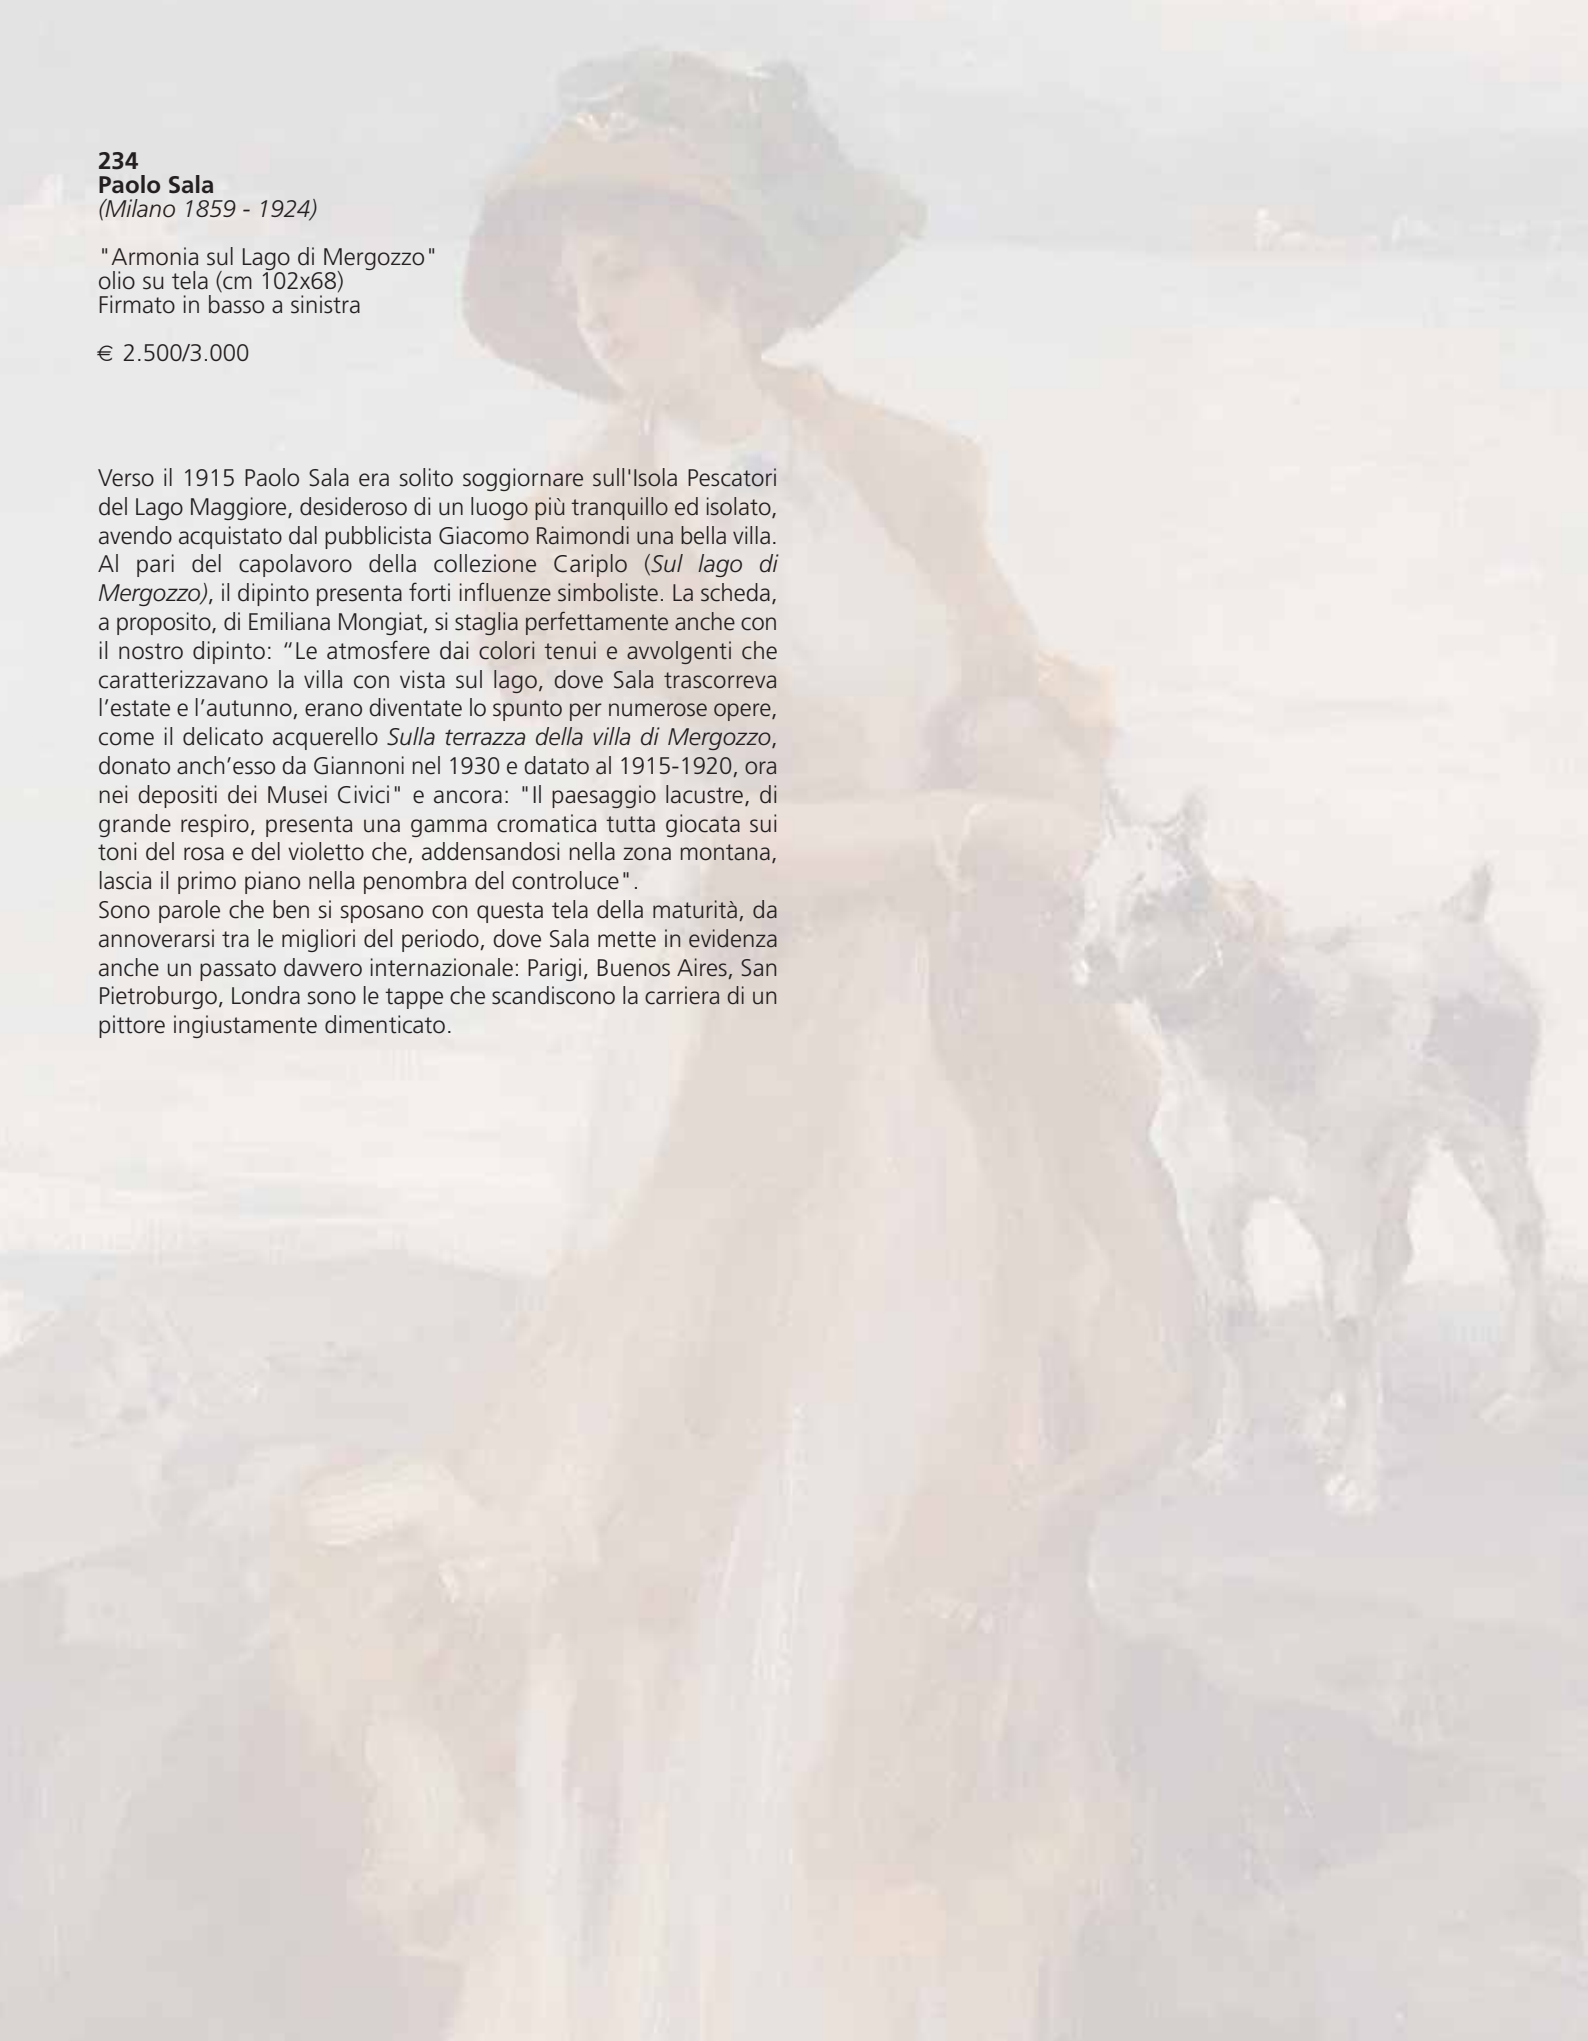 234
Paolo Sala
(Milano 1859 - 1924)
"Armonia sul Lago di Mergozzo"
olio su tela (cm 102x68)
Firmato in basso a sinistra
€ 2.500/3.000
Verso il 1915 Paolo Sala era solito soggiornare sull'Isola Pescatori
del Lago Maggiore, desideroso di un luogo più tranquillo ed isolato,
avendo acquistato dal pubblicista Giacomo Raimondi una bella villa.
Al pari del capolavoro della collezione Cariplo (Sul lago di
Mergozzo), il dipinto presenta forti influenze simboliste. La scheda,
a proposito, di Emiliana Mongiat, si staglia perfettamente anche con
il nostro dipinto: “Le atmosfere dai colori tenui e avvolgenti che
caratterizzavano la villa con vista sul lago, dove Sala trascorreva
l’estate e l’autunno, erano diventate lo spunto per numerose opere,
come il delicato acquerello Sulla terrazza della villa di Mergozzo,
donato anch’esso da Giannoni nel 1930 e datato al 1915-1920, ora
nei depositi dei Musei Civici" e ancora: "Il paesaggio lacustre, di
grande respiro, presenta una gamma cromatica tutta giocata sui
toni del rosa e del violetto che, addensandosi nella zona montana,
lascia il primo piano nella penombra del controluce".
Sono parole che ben si sposano con questa tela della maturità, da
annoverarsi tra le migliori del periodo, dove Sala mette in evidenza
anche un passato davvero internazionale: Parigi, Buenos Aires, San
Pietroburgo, Londra sono le tappe che scandiscono la carriera di un
pittore ingiustamente dimenticato.